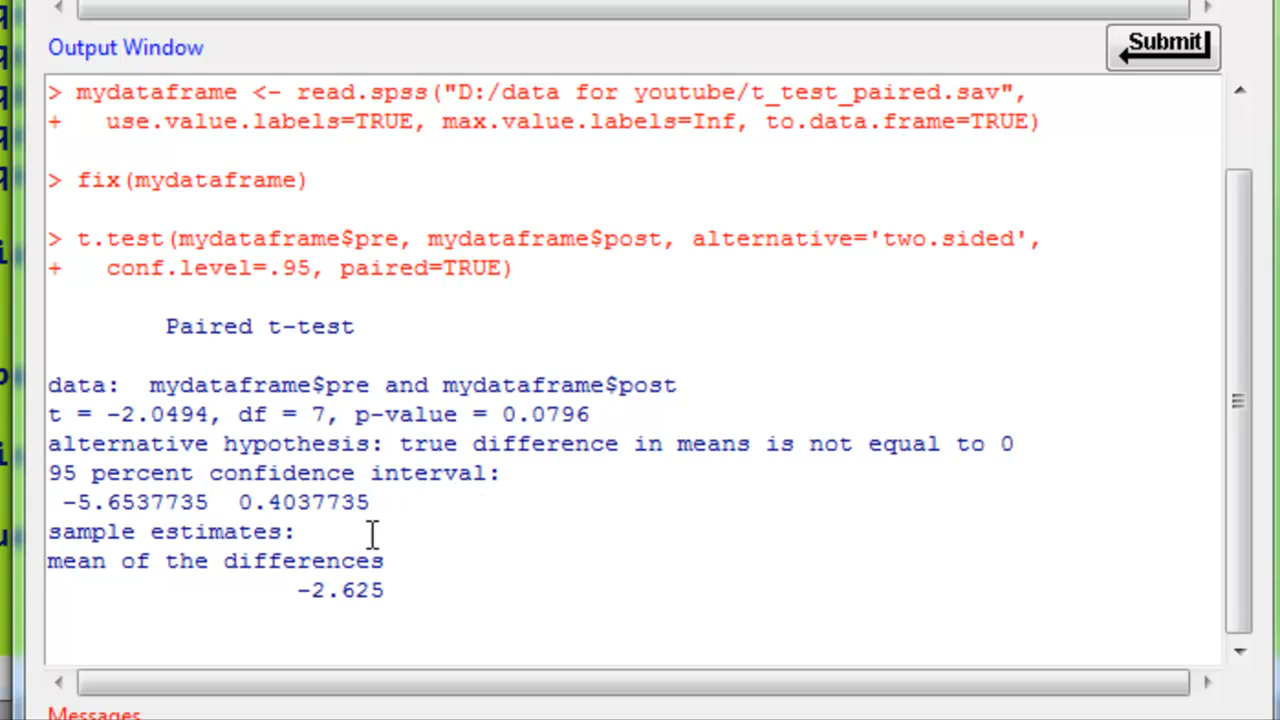 Output Window
Submit
> mydataframe <- read.spss("D:/data for youtube/t_test_paired.sav",
+   use.value.labels=TRUE, max.value.labels=Inf, to.data.frame=TRUE)
> fix(mydataframe)
> t.test(mydataframe$pre, mydataframe$post, alternative='two.sided',
+   conf.level=.95, paired=TRUE)
Paired t-test
data:  mydataframe$pre and mydataframe$post
t = -2.0494, df = 7, p-value = 0.0796
alternative hypothesis: true difference in means is not equal to 0
95 percent confidence interval:
-5.6537735  0.4037735
sample estimates:
mean of the differences
-2.625
Messages